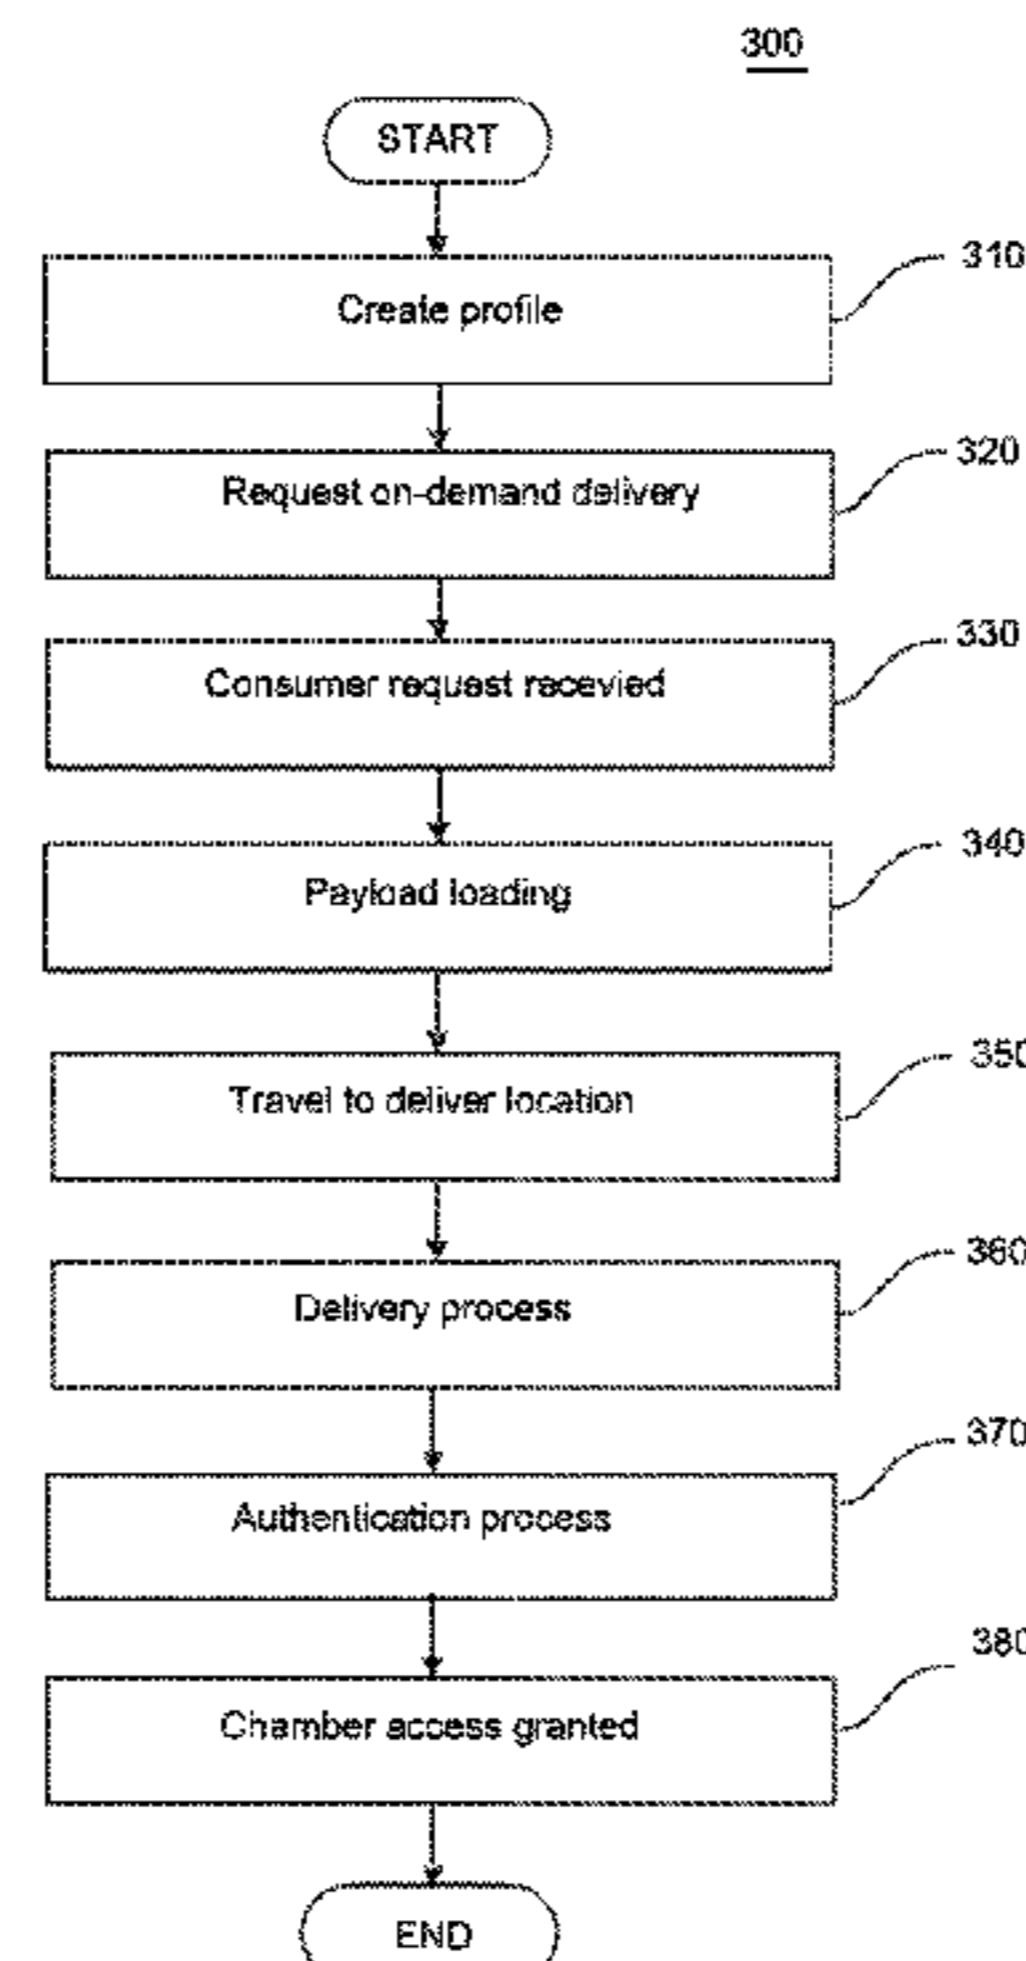 300
START
310
Create profile
320
Request on-demand delivery
330
Consumer request racevied
340
Payload loading
350
Travel to deliver location
360
Delivery process
370
Authentication process
380
Chamber access granted
END